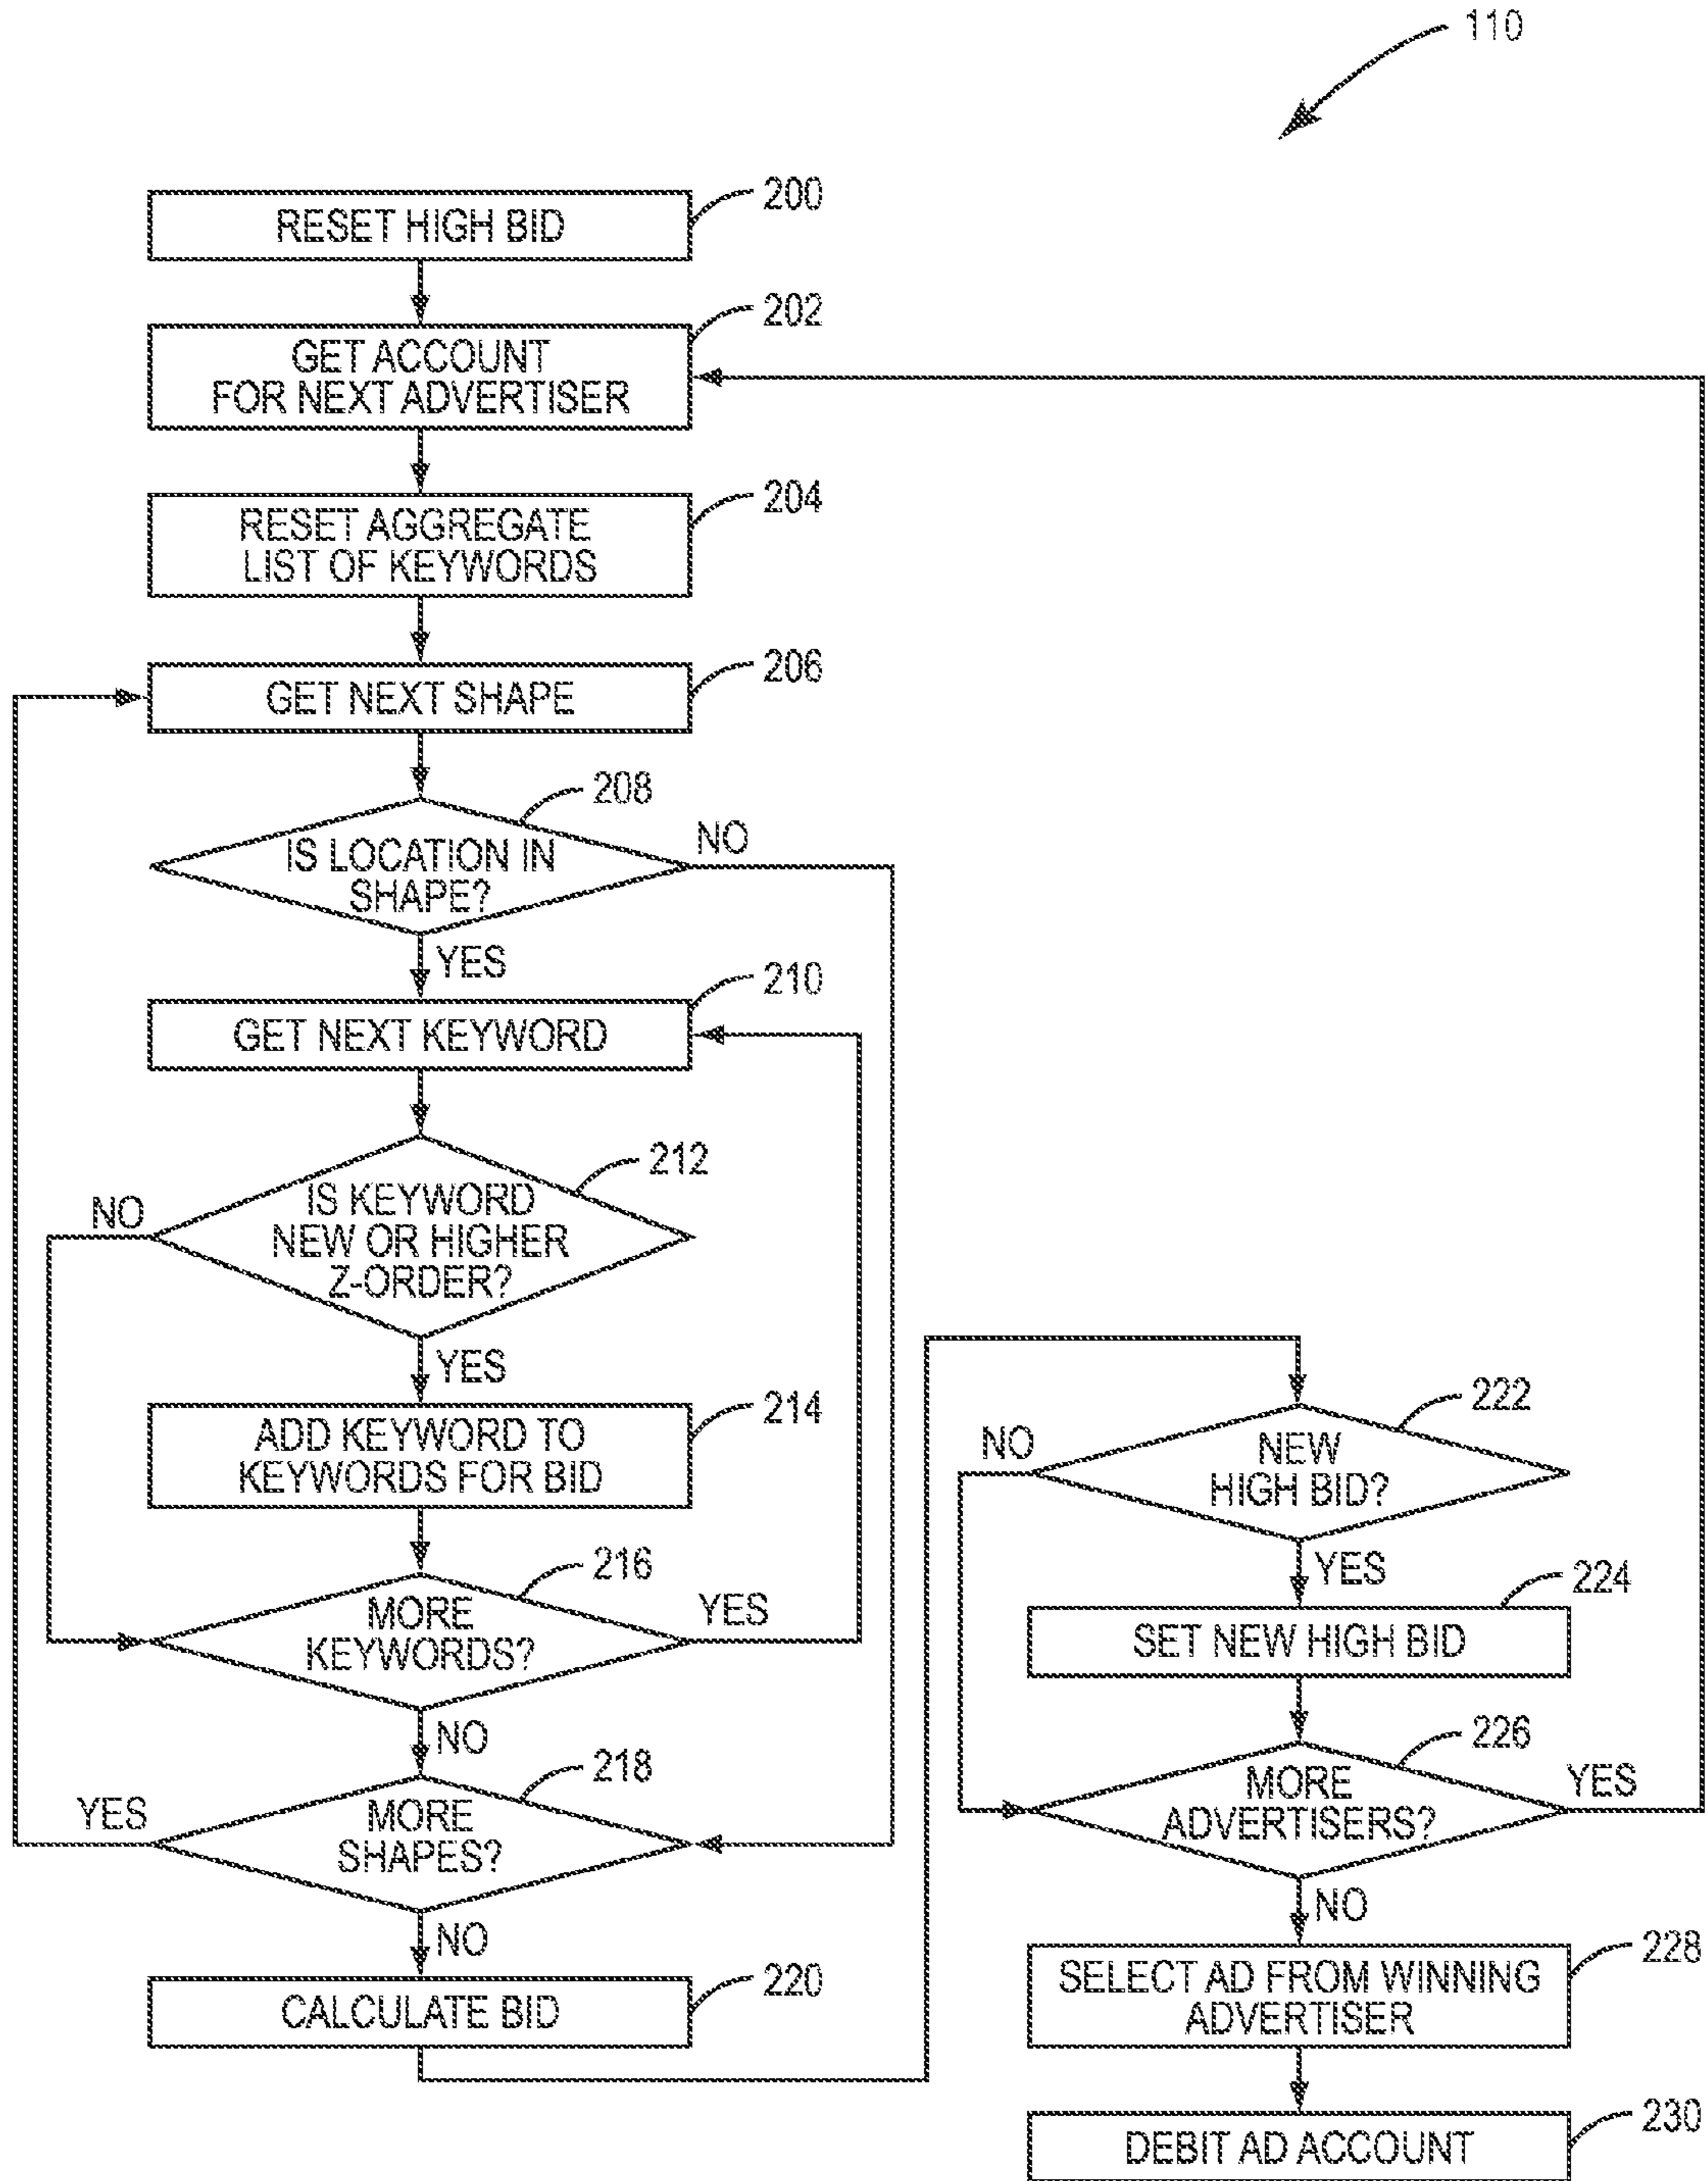 110
200
RESET HIGH BID
202
GET ACCOUNT
FOR NEXT ADVERTISER
204
RESET AGGREGATE
LIST OF KEYWORDS
206
GET NEXT SHAPE
208
IS LOCATION IN
SHAPE?
NO
YES
210
GET NEXT KEYWORD
212
IS KEYWORD
NEW OR HIGHER
Z-ORDER?
NO
YES
214
ADD KEYWORD TO
KEYWORDS FOR BID
216
MORE
KEYWORDS?
YES
NO
218
MORE
SHAPES?
YES
NO
220
CALCULATE BID
222
NEW
HIGH BID?
NO
YES
224
SET NEW HIGH BID
226
MORE
ADVERTISERS?
YES
NO
228
SELECT AD FROM WINNING
ADVERTISER
230
DEBIT AD ACCOUNT